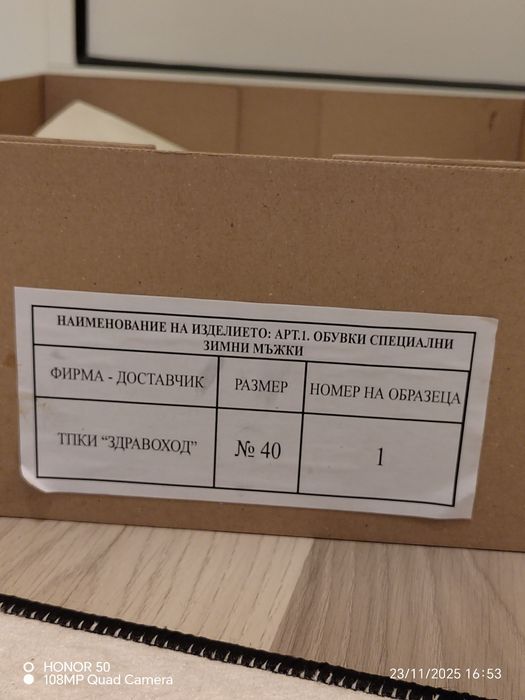 НАИМЕНОВАНИЕ НА ИЗДЕЛИЕТО: АРТ.1. ОБУВКИ СПЕЦИАЛНИ
ЗИМНИ МЪЖКИ
ФИРМА - ДОСТАВЧИК РАЗМЕР НОМЕР НА ОБРАЗЕЦА
ТПКИ “ЗДРАВОХОД” № 40 1
HONOR 50
108MP Quad Camera 23/11/2025 16:53